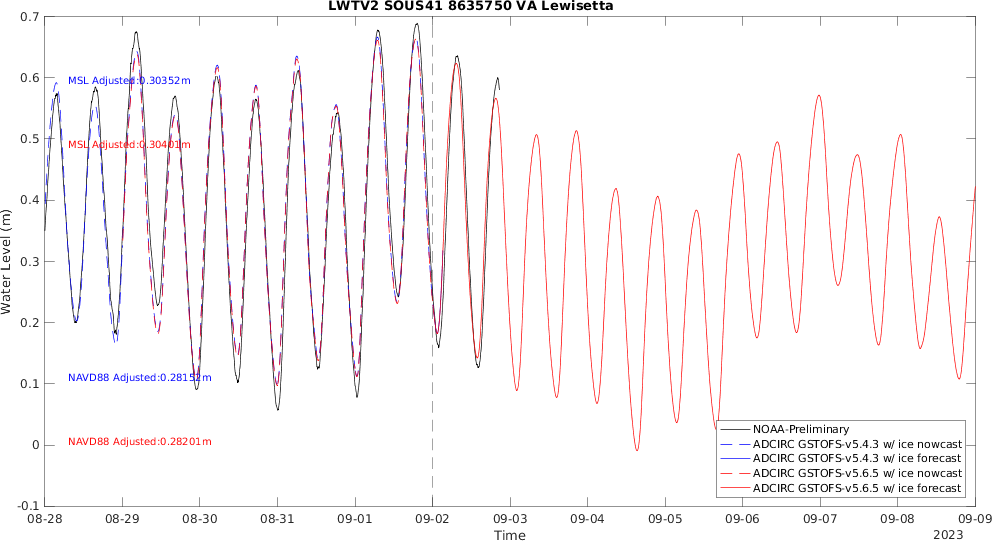 LWTV2 SOUS41 8635750 VA Lewisetta
0.7
0.6
0.5
0.4
0.3
0.2
0.1
0
-0.1
Water Level (m)
MSL Adjusted:0.30352m
MSL Adjusted:0.30401m
NAVD88 Adjusted:0.28152m
NAVD88 Adjusted:0.28201m
NOAA-Preliminary
ADCIRC GSTOFS-v5.4.3 w/ ice nowcast
ADCIRC GSTOFS-v5.4.3 w/ ice forecast
ADCIRC GSTOFS-v5.6.5 w/ ice nowcast
ADCIRC GSTOFS-v5.6.5 w/ ice forecast
08-28 08-29 08-30 08-31 09-01 09-02 09-03 09-04 09-05 09-06 09-07 09-08 09-09
Time
2023